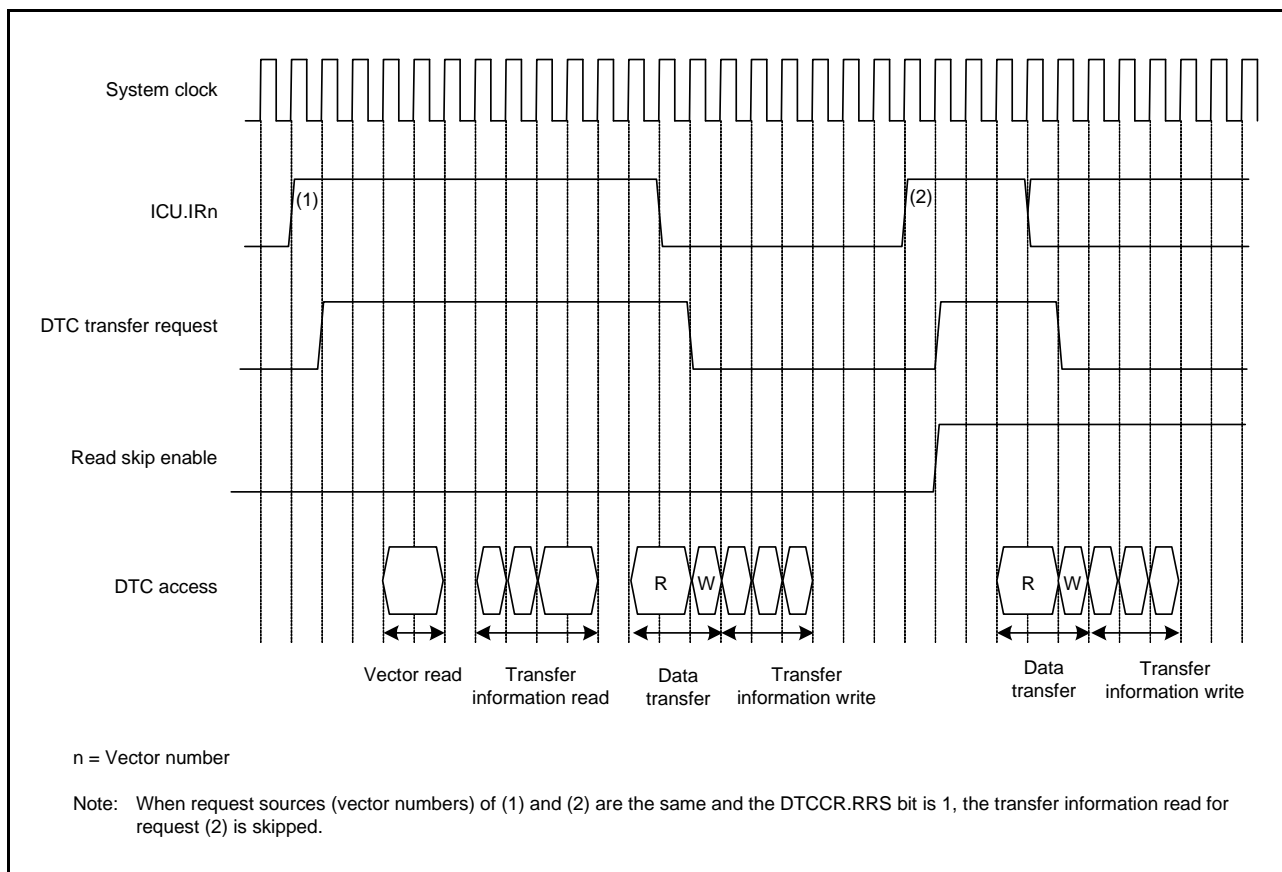 System clock
ICU.IRn
(1)
(2)
DTC transfer request
Read skip enable
DTC access
R
W
R
W
Vector read
Transfer
information read
Data
transfer
Transfer
information write
Data
transfer
Transfer
information write
n = Vector number
Note: When request sources (vector numbers) of (1) and (2) are the same and the DTCCR.RRS bit is 1, the transfer information read for
request (2) is skipped.